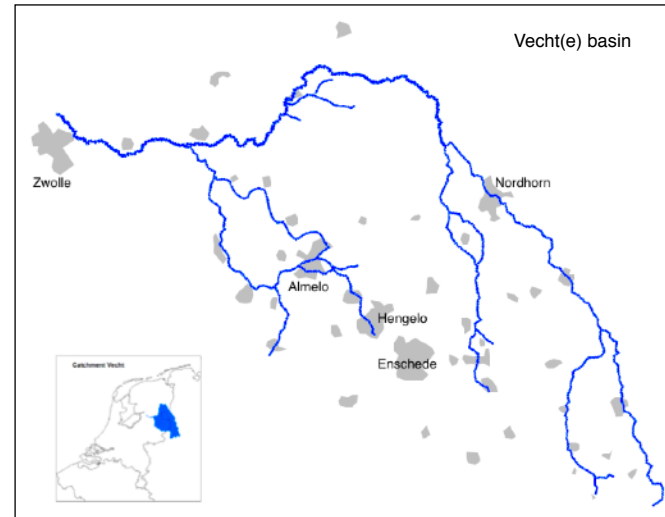 Vecht(e) basin
Zwolle
Nordhorn
Almelo
Hengelo
Enschede
Catchment Vecht